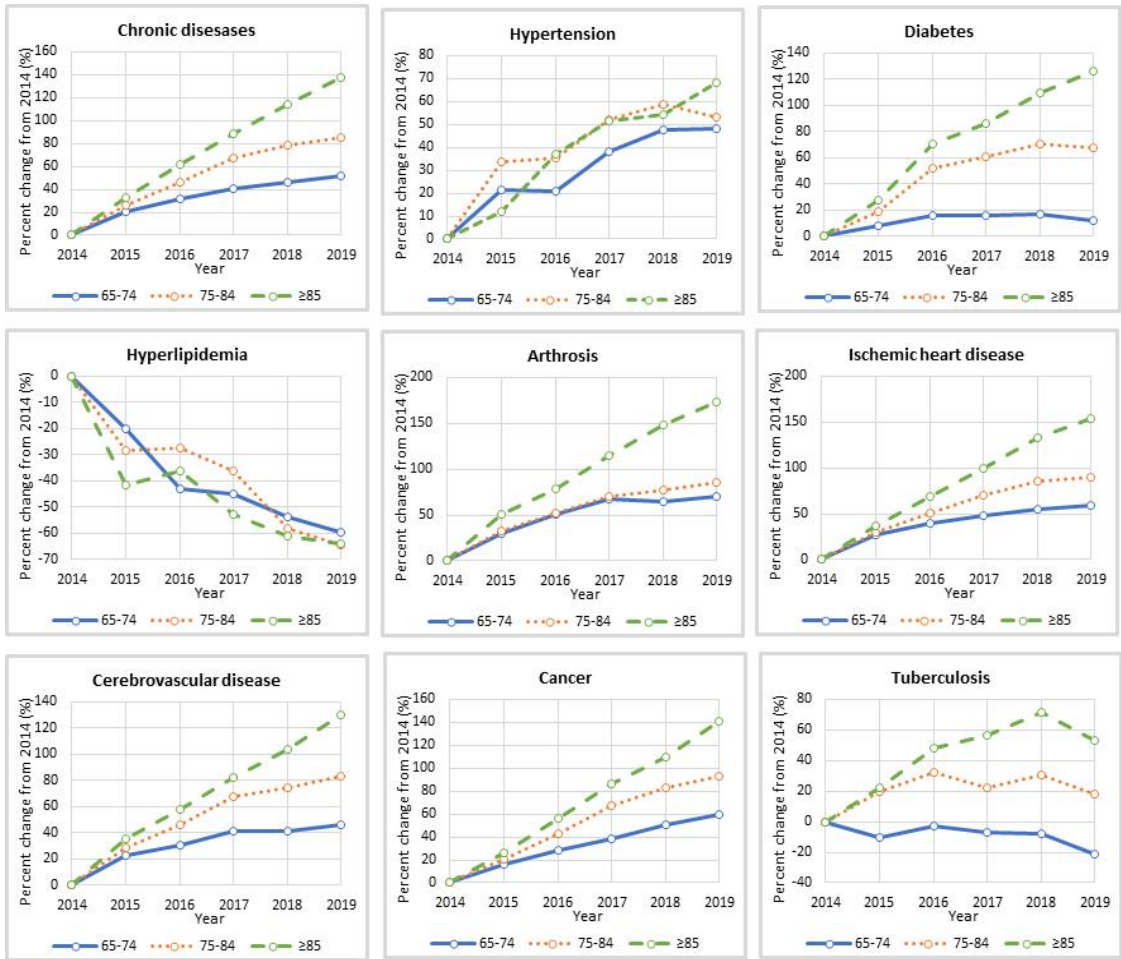 Chronic disesases
Percent change from 2014 (%)
160
140
120
100
80
60
40
20
0
2014 2015 2016 2017 2018 2019
Year
65-74 75-84 ≥85
Hypertension
Percent change from 2014 (%)
80
70
60
50
40
30
20
10
0
2014 2015 2016 2017 2018 2019
Year
65-74 75-84 ≥85
Diabetes
Percent change from 2014 (%)
140
120
100
80
60
40
20
0
2014 2015 2016 2017 2018 2019
Year
65-74 75-84 ≥85
Hyperlipidemia
Percent change from 2014 (%)
0
-10
-20
-30
-40
-50
-60
-70
2014 2015 2016 2017 2018 2019
Year
65-74 75-84 ≥85
Arthrosis
Percent change from 2014 (%)
200
150
100
50
0
2014 2015 2016 2017 2018 2019
Year
65-74 75-84 ≥85
Ischemic heart disease
Percent change from 2014 (%)
200
150
100
50
0
2014 2015 2016 2017 2018 2019
Year
65-74 75-84 ≥85
Cerebrovascular disease
Percent change from 2014 (%)
140
120
100
80
60
40
20
0
2014 2015 2016 2017 2018 2019
Year
65-74 75-84 ≥85
Cancer
Percent change from 2014 (%)
160
140
120
100
80
60
40
20
0
2014 2015 2016 2017 2018 2019
Year
65-74 75-84 ≥85
Tuberculosis
Percent change from 2014 (%)
80
60
40
20
0
-20
-40
2014 2015 2016 2017 2018 2019
Year
65-74 75-84 ≥85